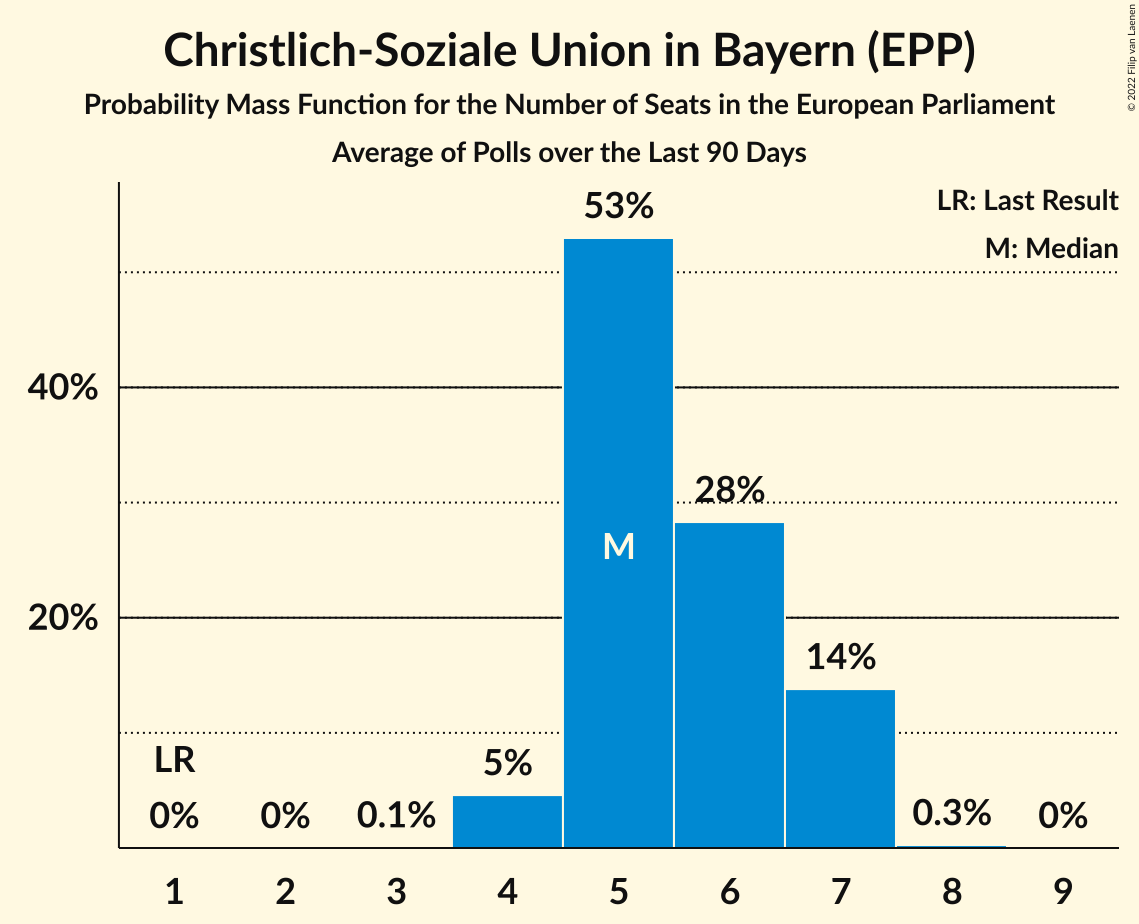 Christlich-Soziale Union in Bayern (EPP)
Probability Mass Function for the Number of Seats in the European Parliament
Average of Polls over the Last 90 Days
© 2022 Filip van Laenen
LR: Last Result
M: Median
53%
40%
28%
M
20%
14%
LR
5%
0% 0% 0.1% 0.3% 0%
1 2 3 4 5 6 7 8 9